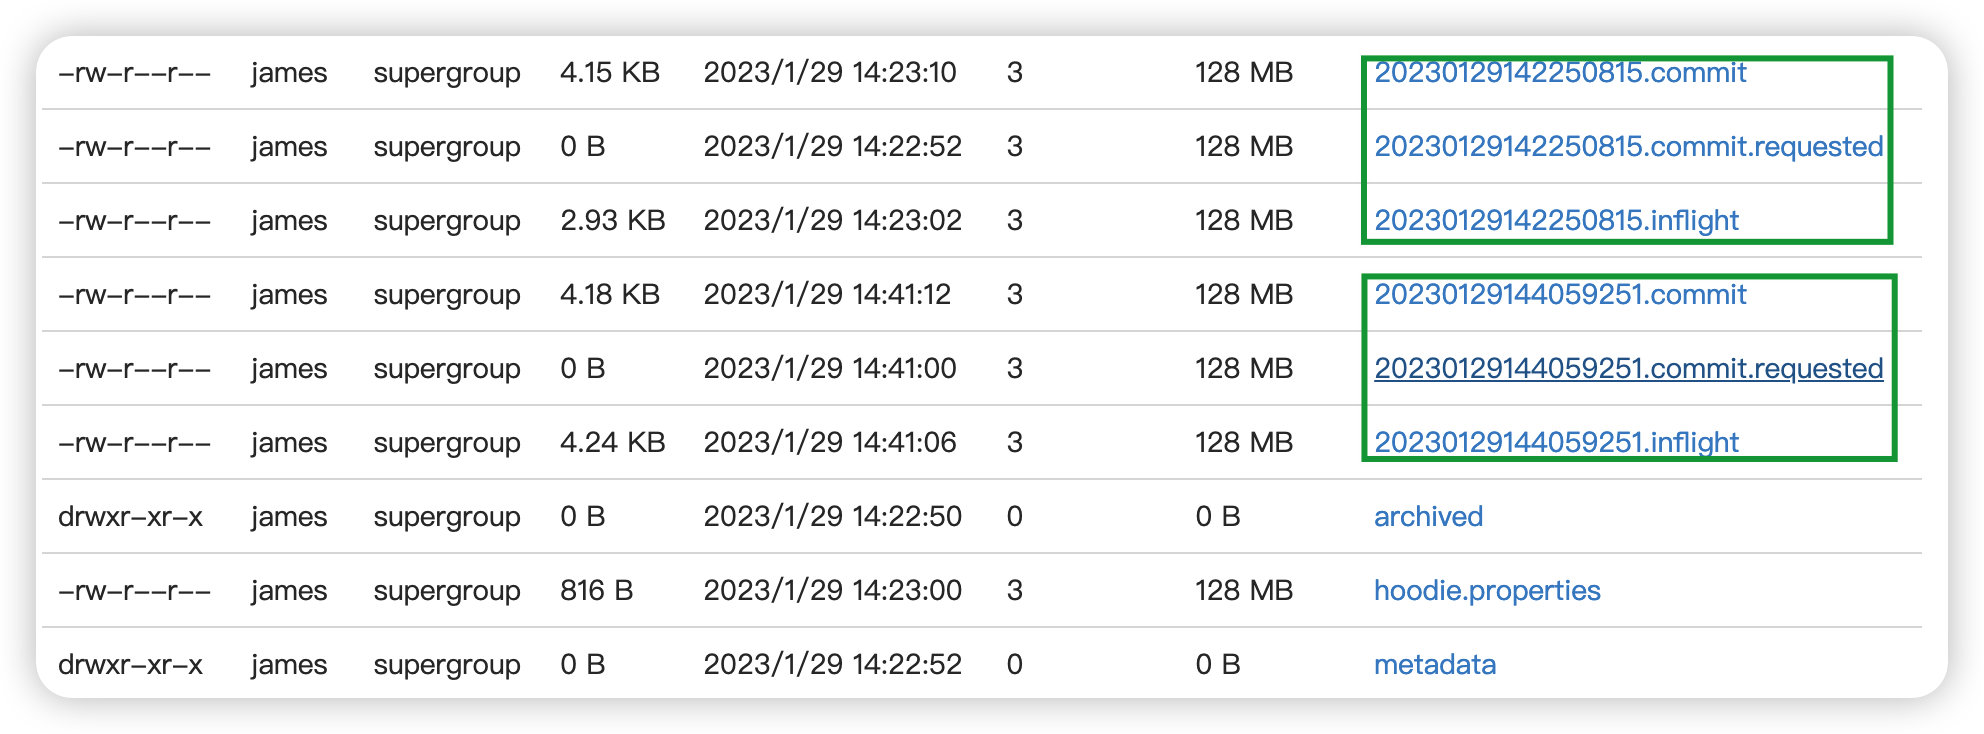 -rw-r--r-- james supergroup 4.15 KB 2023/1/29 14:23:10 3 128 MB 20230129142250815.commit
-rw-r--r-- james supergroup 0 B 2023/1/29 14:22:52 3 128 MB 20230129142250815.commit.requested
-rw-r--r-- james supergroup 2.93 KB 2023/1/29 14:23:02 3 128 MB 20230129142250815.inflight
-rw-r--r-- james supergroup 4.18 KB 2023/1/29 14:41:12 3 128 MB 20230129144059251.commit
-rw-r--r-- james supergroup 0 B 2023/1/29 14:41:00 3 128 MB 20230129144059251.commit.requested
-rw-r--r-- james supergroup 4.24 KB 2023/1/29 14:41:06 3 128 MB 20230129144059251.inflight
drwxr-xr-x james supergroup 0 B 2023/1/29 14:22:50 0 0 B archived
-rw-r--r-- james supergroup 816 B 2023/1/29 14:23:00 3 128 MB hoodie.properties
drwxr-xr-x james supergroup 0 B 2023/1/29 14:22:52 0 0 B metadata